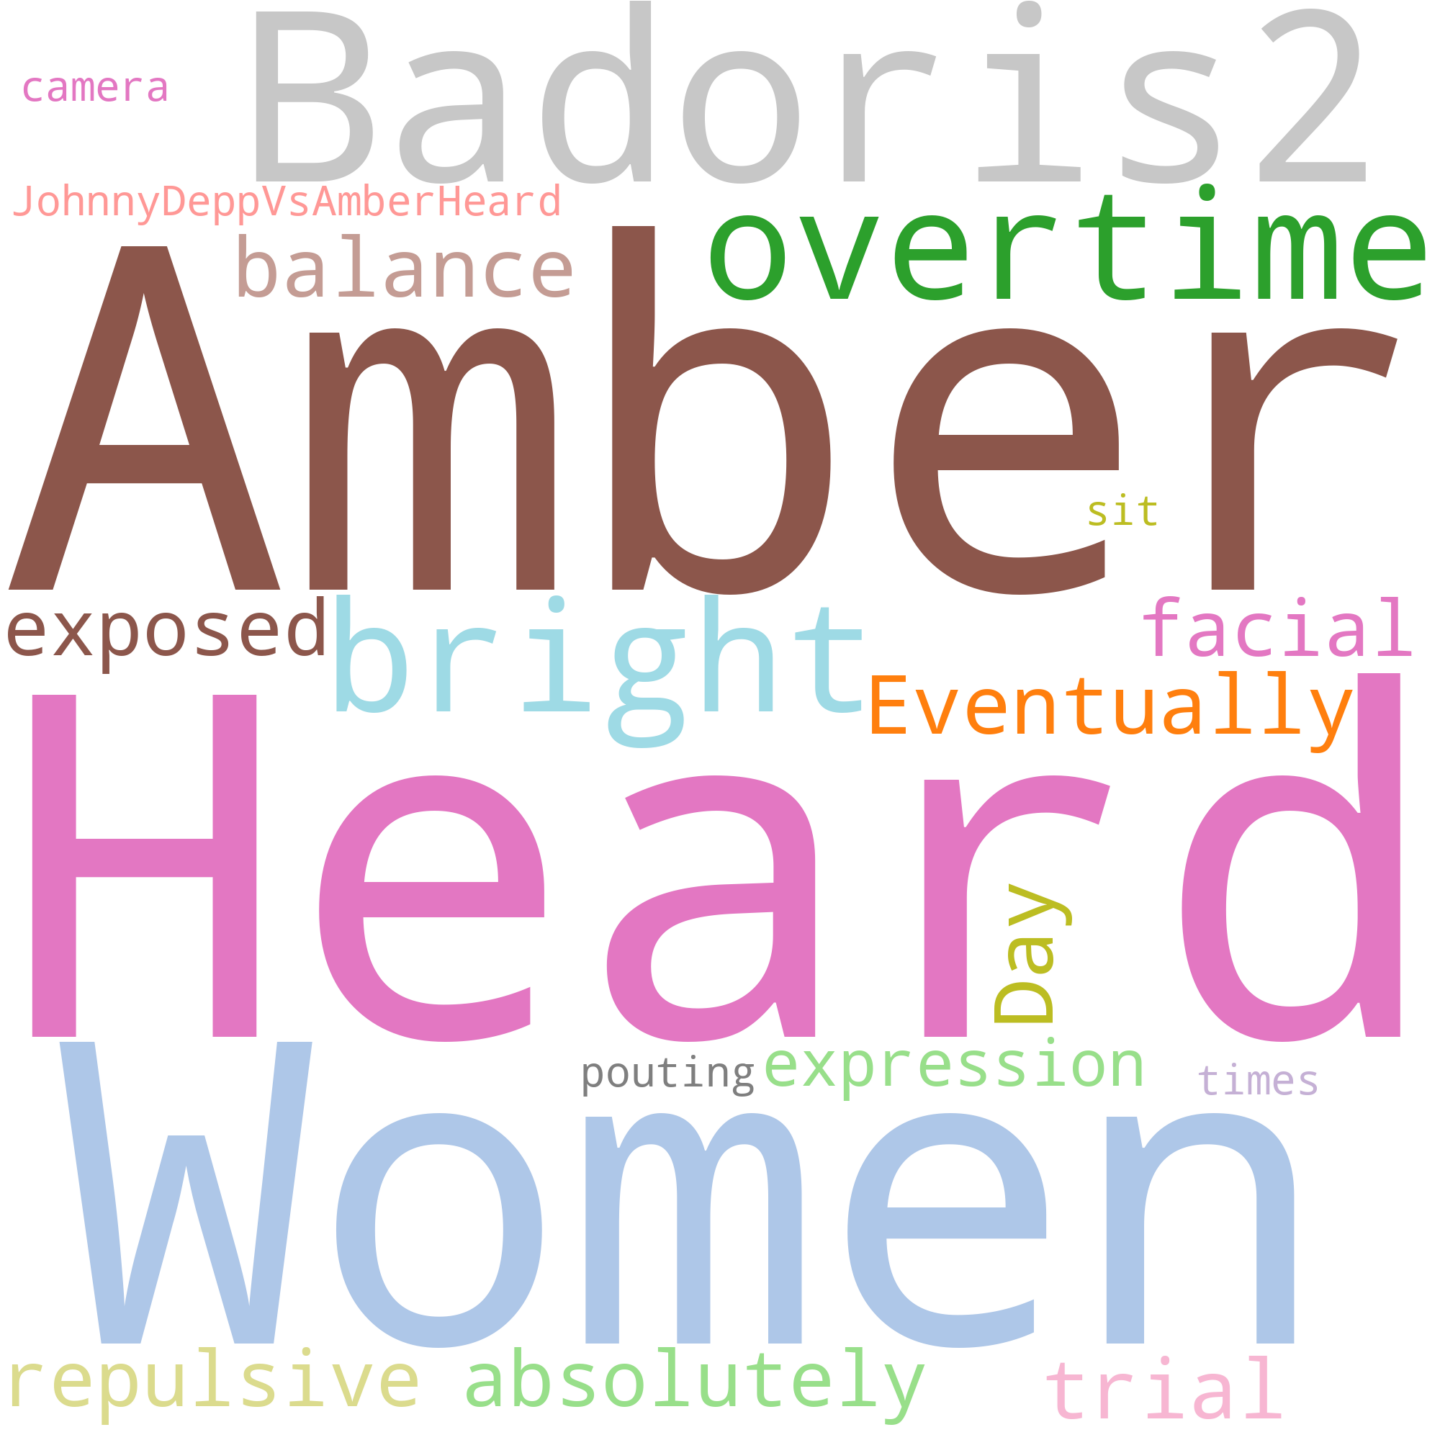 Badoris2
camera
JohnnyDeppVsAmberHeard
overtime
balance
Amber
sit
exposed
bright
facial
Eventually
Heard
Day
Women
pouting
expression
times
repulsive
absolutely
trial